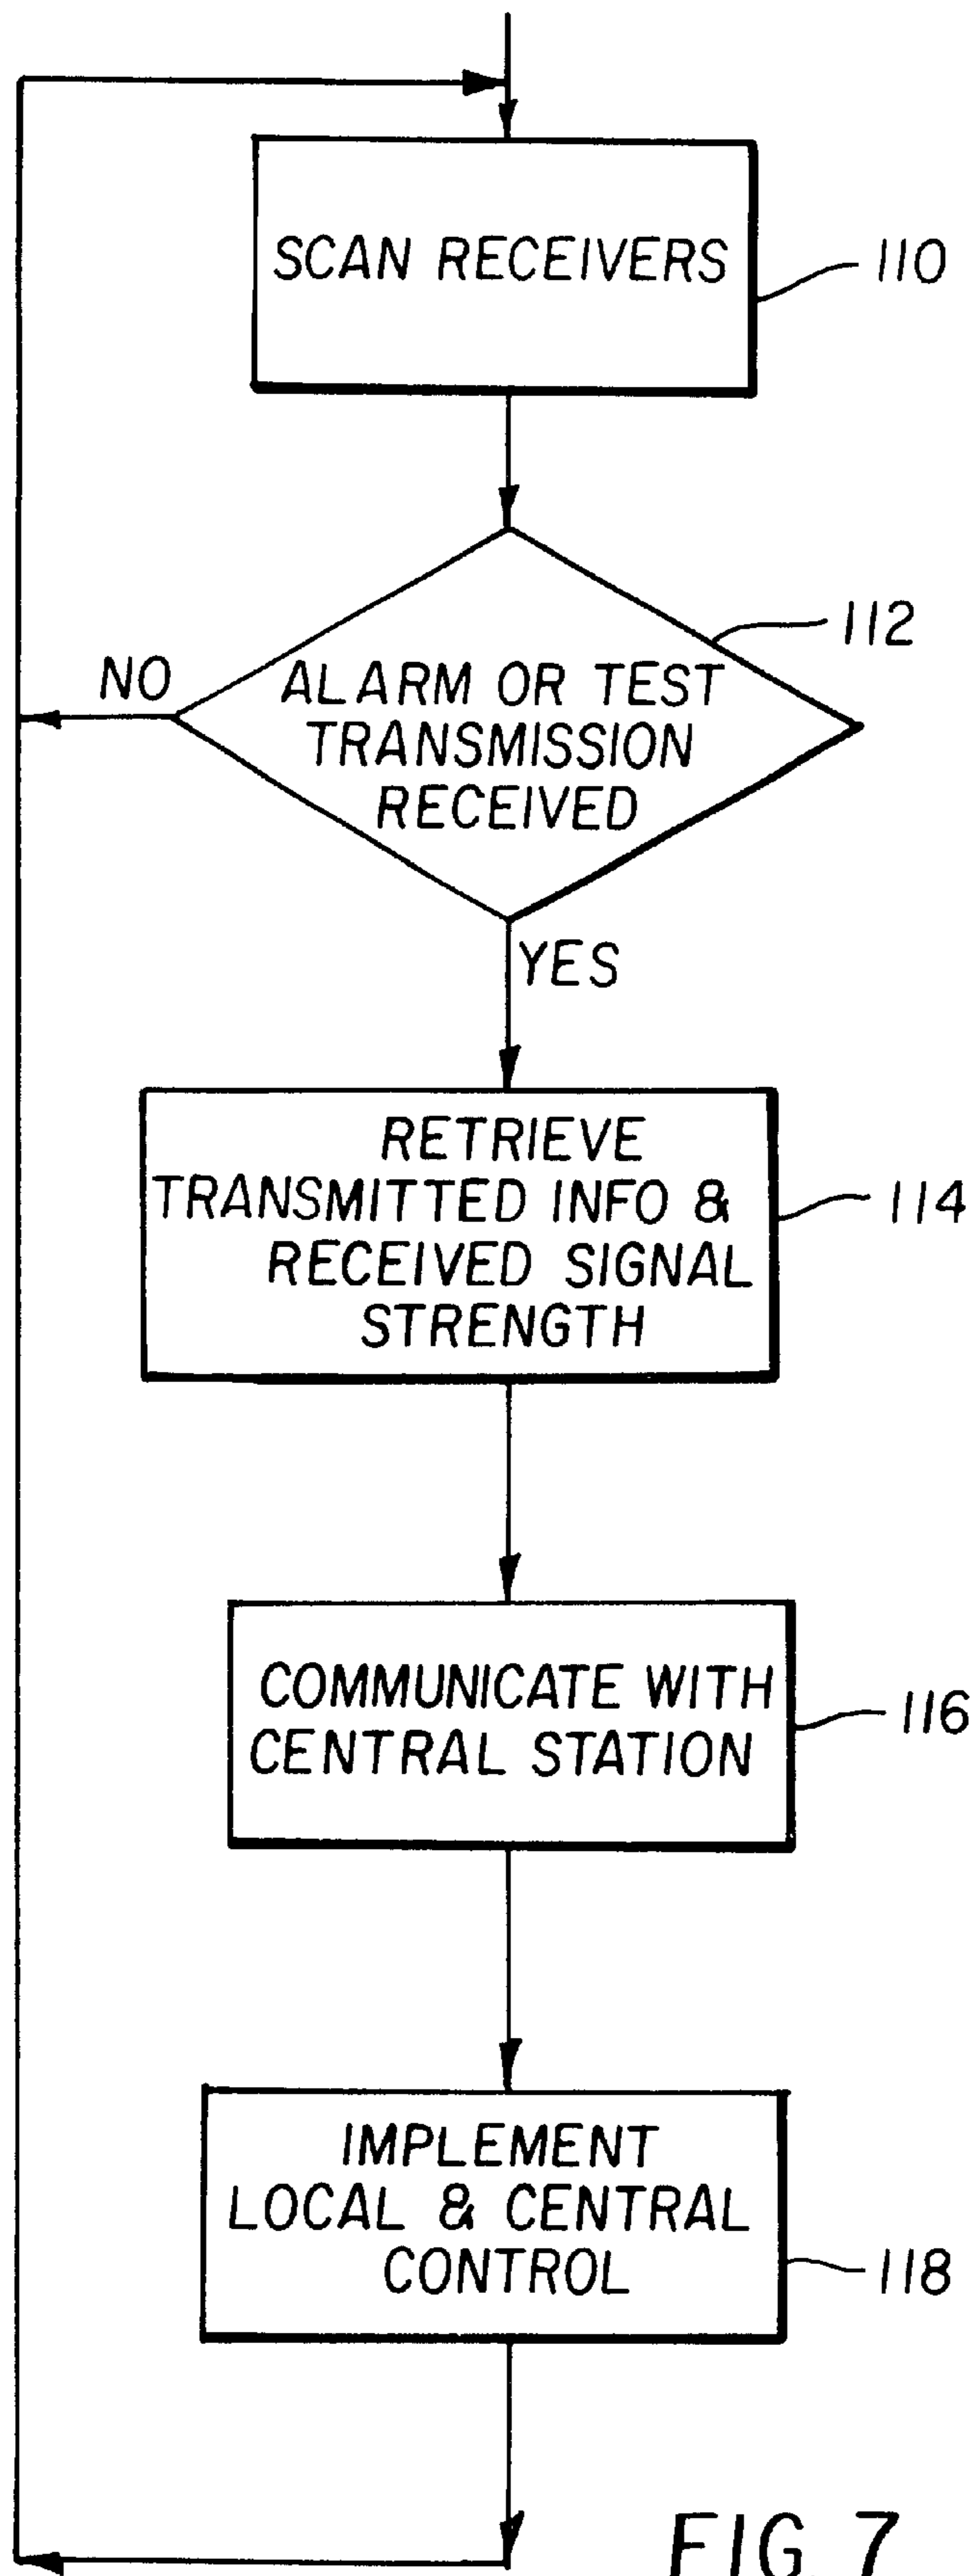 SCAN RECEIVERS
110
112
NO
ALARM OR TEST
TRANSMISSION
RECEIVED
YES
RETRIEVE
TRANSMITTED INFO &
RECEIVED SIGNAL
STRENGTH
114
COMMUNICATE WITH
CENTRAL STATION
116
IMPLEMENT
LOCAL & CENTRAL
CONTROL
118
FIG 7